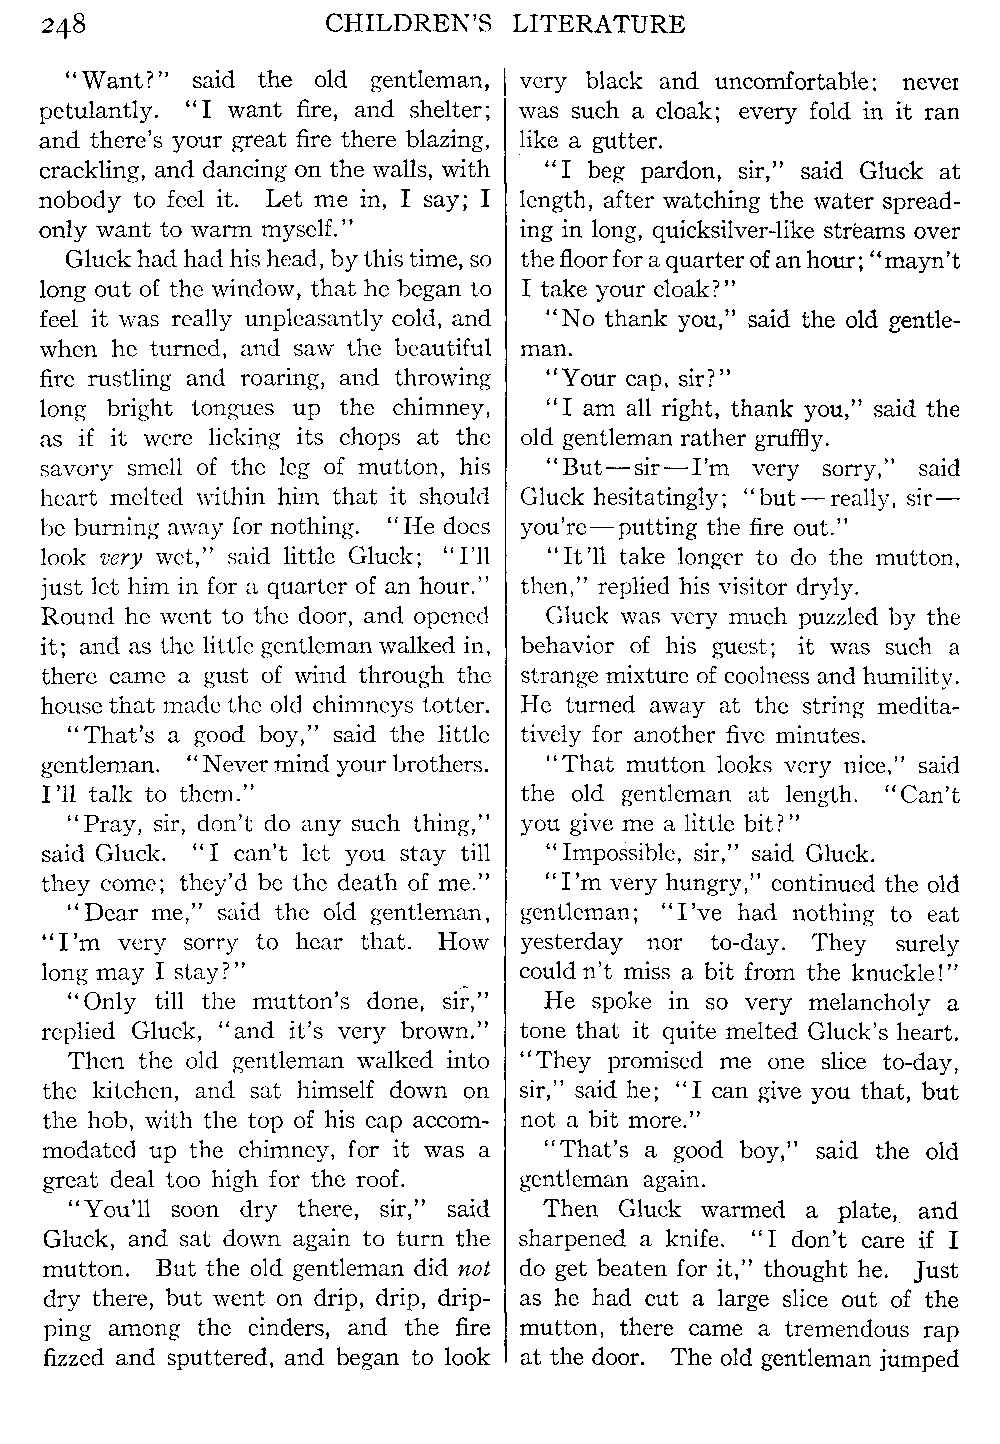 248 CHILDREN'S LITERATURE
"Want?" said the old gentleman,
petulantly. "I want fire, and shelter;
and there's your great fire there blazing,
crackling, and dancing on the walls, with
nobody to feel it. Let me in, I say; I
only want to warm myself."
Gluck had had his head, by this time, so
long out of the window, that he began to
feel it was really unpleasantly cold, and
when he turned, and saw the beautiful
fire rustling and roaring, and throwing
long bright tongues up the chimney,
as if it were licking its chops at the
savory smell of the leg of mutton, his
heart melted within him that it should
be burning away for nothing. "He does
look very wet," said little Gluck; "I'll
just let him in for a quarter of an hour."
Round he went to the door, and opened
it; and as the little gentleman walked in,
there came a gust of wind through the
house that made the old chimneys totter.
"That's a good boy," said the little
gentleman. "Never mind your brothers.
I'll talk to them."
"Pray, sir, don't do any such thing,"
said Gluck. "I can't let you stay till
they come; they'd be the death of me."
"Dear me," said the old gentleman,
"I'm very sorry to hear that. How
long may I stay?"
"Only till the mutton's done, sir,"
replied Gluck, "and it's very brown."
Then the old gentleman walked into
the kitchen, and sat himself down on
the hob, with the top of his cap accom-
modated up the chimney, for it was a
great deal too high for the roof.
"You'll soon dry there, sir," said
Gluck, and sat down again to turn the
mutton. But the old gentleman did not
dry there, but went on drip, drip, drip-
ping among the cinders, and the fire
fizzed and sputtered, and began to look
very black and uncomfortable: never
was such a cloak; every fold in it ran
like a gutter.
"I beg pardon, sir," said Gluck at
length, after watching the water spread-
ing in long, quicksilver-like streams over
the floor for a quarter of an hour; "mayn't
I take your cloak?"
"No thank you," said the old gentle-
man.
"Your cap, sir?"
"I am all right, thank you," said the
old gentleman rather gruffly.
"But—sir—I'm very sorry," said
Gluck hesitatingly; "but—really, sir—
you're—putting the fire out."
"It'll take longer to do the mutton,
then," replied his visitor dryly.
Gluck was very much puzzled by the
behavior of his guest; it was such a
strange mixture of coolness and humility.
He turned away at the string medita-
tively for another five minutes.
"That mutton looks very nice," said
the old gentleman at length. "Can't
you give me a little bit?"
"Impossible, sir," said Gluck.
"I'm very hungry," continued the old
gentleman; "I've had nothing to eat
yesterday nor to-day. They surely
could n't miss a bit from the knuckle!"
He spoke in so very melancholy a
tone that it quite melted Gluck's heart.
"They promised me one slice to-day,
sir," said he; "I can give you that, but
not a bit more."
"That's a good boy," said the old
gentleman again.
Then Gluck warmed a plate, and
sharpened a knife. "I don't care if I
do get beaten for it," thought he. Just
as he had cut a large slice out of the
mutton, there came a tremendous rap
at the door. The old gentleman jumped